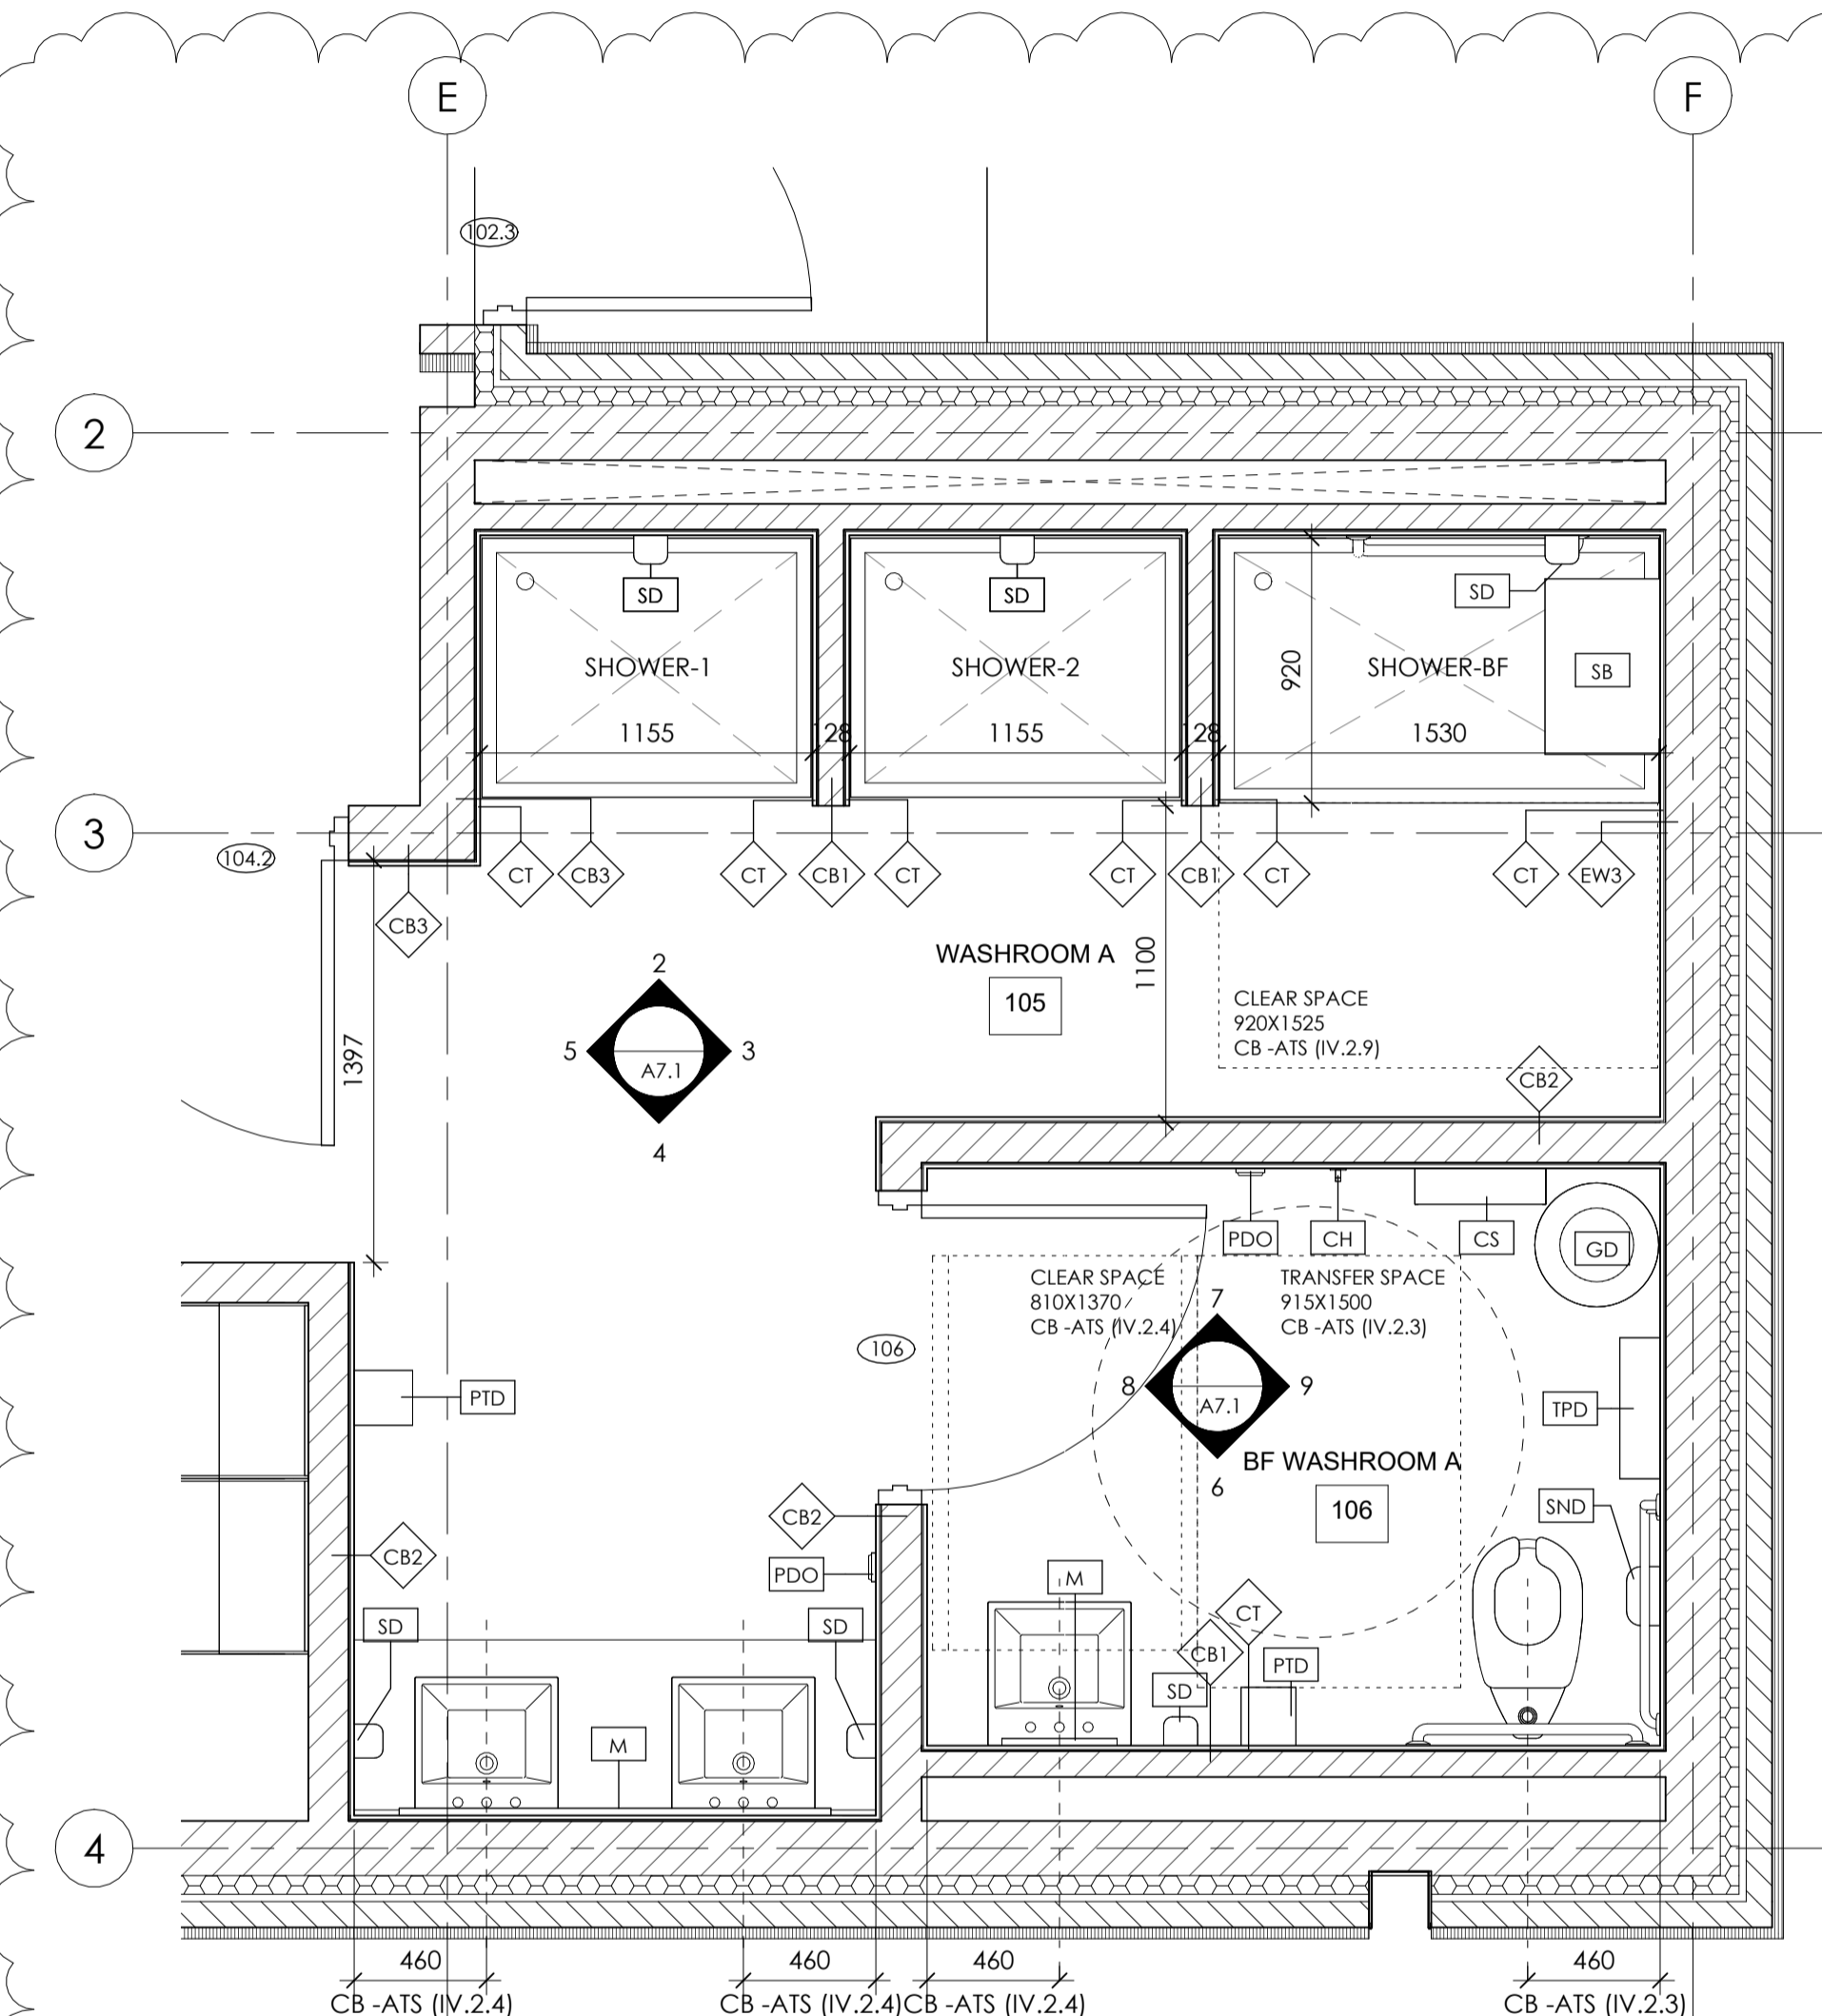 E
F
102.3
2
SD
SD
SD
SHOWER-1
SHOWER-2
920
SHOWER-BF
SB
1155
128
1155
128
1530
3
104.2
CT
CB3
CT
CB1
CT
CT
CB1
CT
CT
EW3
CB3
WASHROOM A
105
1100
CLEAR SPACE
920X1525
CB -ATS (IV.2.9)
2
5
3
A7.1
4
1397
CB2
PDO
CH
CS
GD
CLEAR SPACE
810X1370
CB -ATS (IV.2.4)
TRANSFER SPACE
915X1500
CB -ATS (IV.2.3)
106
7
8
9
A7.1
6
PTD
TPD
BF WASHROOM A
106
SND
CB2
CB2
PDO
M
CT
SD
SD
CB1
PTD
SD
M
4
460
460
460
460
CB -ATS (IV.2.4)
CB -ATS (IV.2.4)
CB -ATS (IV.2.4)
CB -ATS (IV.2.3)